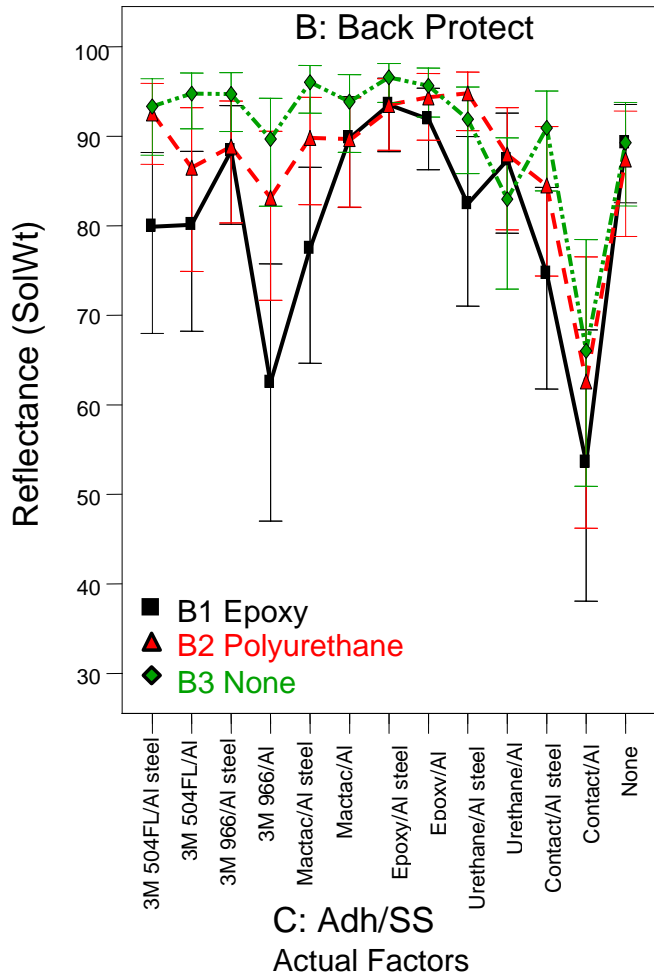 B: Back Protect
100
90
80
70
60
50
40
30
Reflectance (SolWt)
B1 Epoxy
B2 Polyurethane
B3 None
3M 504FL/Al steel
3M 504FL/Al
3M 966/Al steel
3M 966/Al
Mactac/Al steel
Mactac/Al
Epoxy/Al steel
Epoxy/Al
Urethane/Al steel
Urethane/Al
Contact/Al steel
Contact/Al
None
C: Adh/SS
Actual Factors